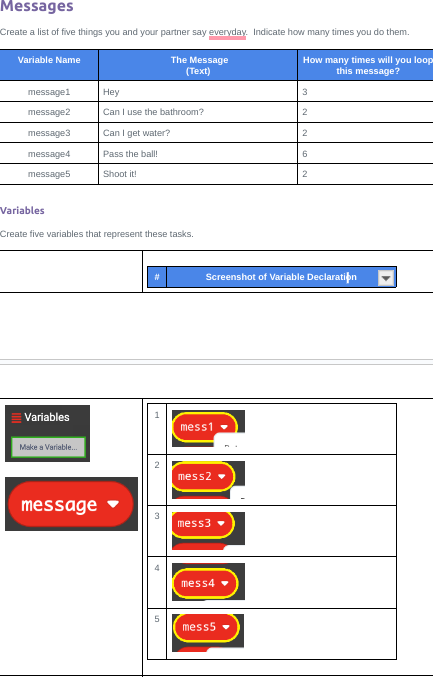 Messages
Create a list of five things you and your partner say everyday. Indicate how many times you do them.
Variable Name The Message How many times will you loop
(Text) this message?
message1 Hey 3
message2 Can I use the bathroom? 2
message3 Can I get water? 2
message4 Pass the ball! 6
message5 Shoot it! 2
Variables
Create five variables that represent these tasks.
# Screenshot of Variable Declaration
Variables
Make a Variable...
message
1 mess1
2 mess2
3 mess3
4 mess4
5 mess5